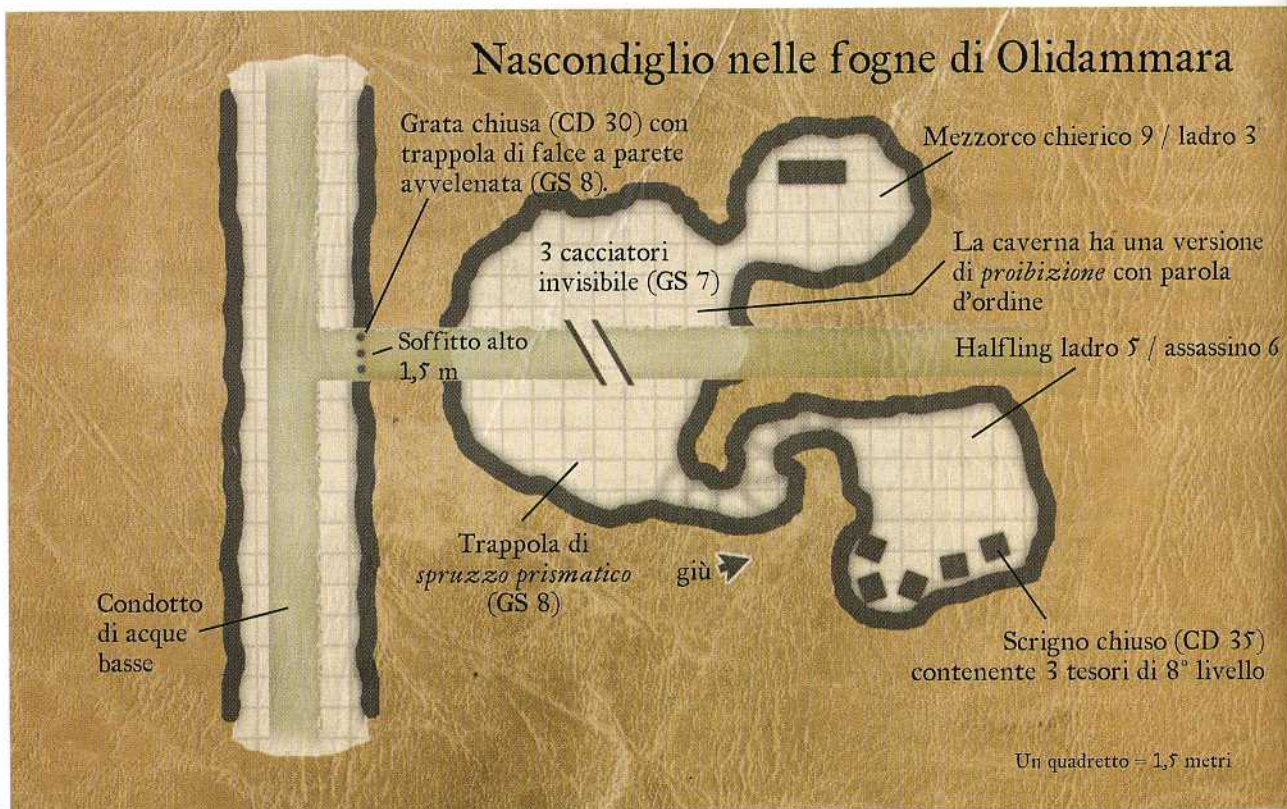 Nascondiglio nelle fogne di Olidammara
Grata chiusa (CD 30) con
trappola di falce a parete
avvelenata (GS 8).
Mezzorco chierico 9 / ladro 3
3 cacciatori
invisibile (GS 7)
La caverna ha una versione
di proibizione con parola
d'ordine
Soffitto alto
1,5 m
Halfling ladro 5 / assassino 6
Trappola di
spruzzo prismatico
(GS 8)
giù
Condotto
di acque
basse
Scrigno chiuso (CD 35)
contenente 3 tesori di 8° livello
Un quadretto = 1,5 metri